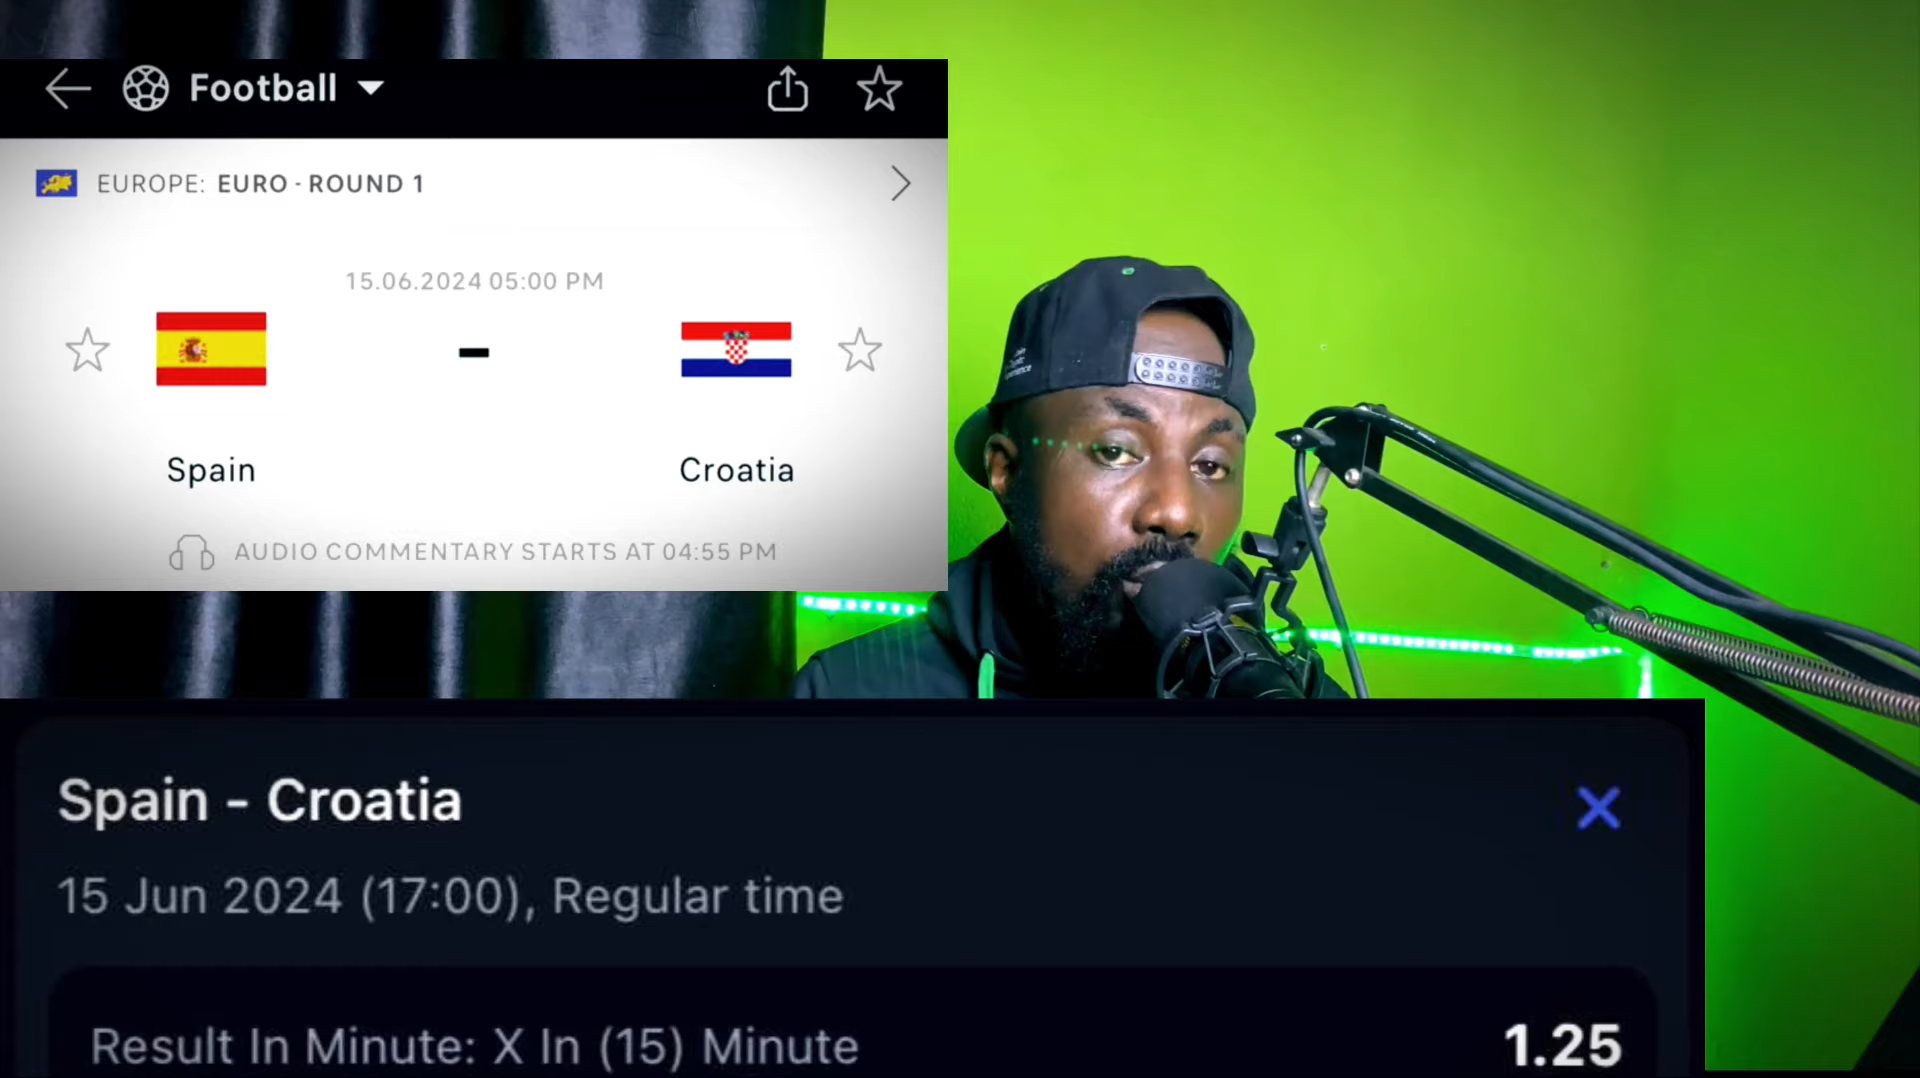 Football
EUROPE: EURO - ROUND 1
15.06.2024 05:00 PM
Spain
Croatia
AUDIO COMMENTARY STARTS AT 04:55 PM
Spain - Croatia
15 Jun 2024 (17:00), Regular time
Result In Minute: X In (15) Minute
1.25